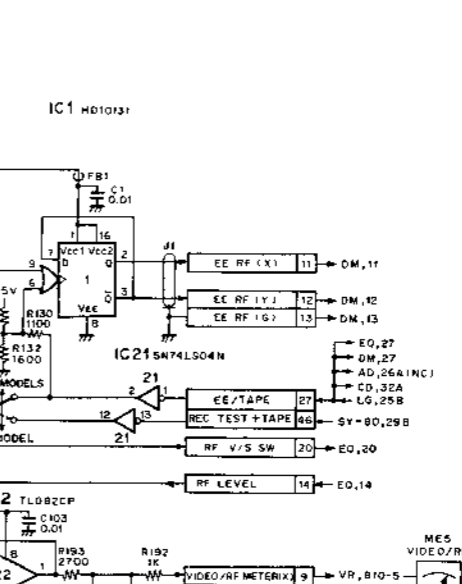 IC1 HD10131
FB1
C1
0.01
1 16
7 Vcc1 Vcc2 2
D Q
9
6
1
3
Q
VEE
8
5V
R130
1100
R132
1600
J1
EE RF (X) 11 DM,11
EE RF (Y) 12 DM,12
EE RF (G) 13 DM,13
IC21 SN74LS04N
EQ,27
DM,27
AD,26A(NC)
CD,32A
LG,25B
MODELS
21
2 1
EE/TAPE 27
12 13
21
REC TEST+TAPE 46 SY-80,29B
MODEL
RF V/S SW 20 EQ,20
RF LEVEL 14 EQ,14
2 TL082CP
C103
0.01
8
1
22
R193
2700
R192
1K
VIDEO/RF METER(X) 9 VR,810-5
ME5
VIDEO/R